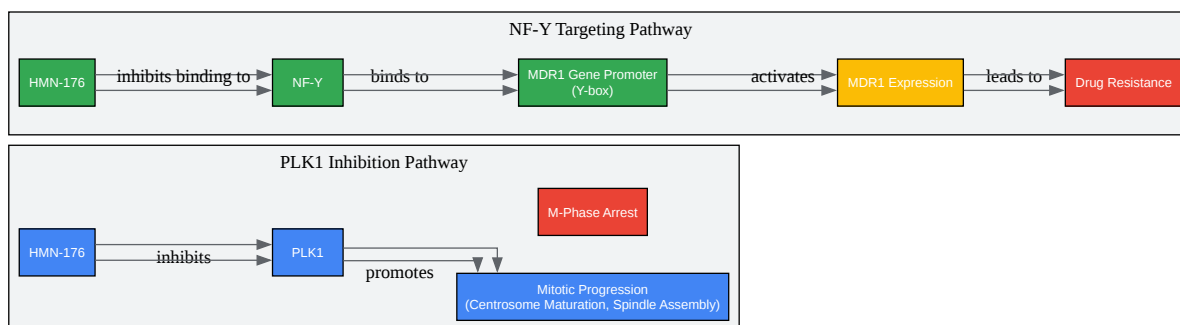 NF-Y Targeting Pathway
HMN-176
inhibits binding to
NF-Y
binds to
MDR1 Gene Promoter
(Y-box)
activates
MDR1 Expression
leads to
Drug Resistance
PLK1 Inhibition Pathway
M-Phase Arrest
HMN-176
inhibits
PLK1
promotes
Mitotic Progression
(Centrosome Maturation, Spindle Assembly)